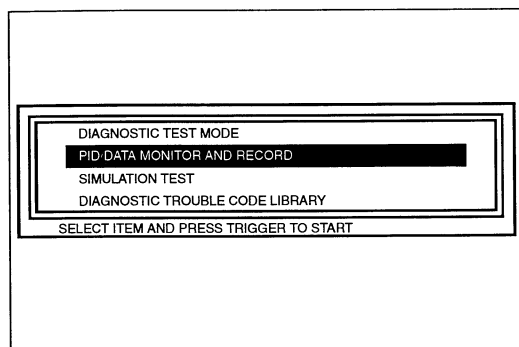 DIAGNOSTIC TEST MODE
PID/DATA MONITOR AND RECORD
SIMULATION TEST
DIAGNOSTIC TROUBLE CODE LIBRARY
SELECT ITEM AND PRESS TRIGGER TO START